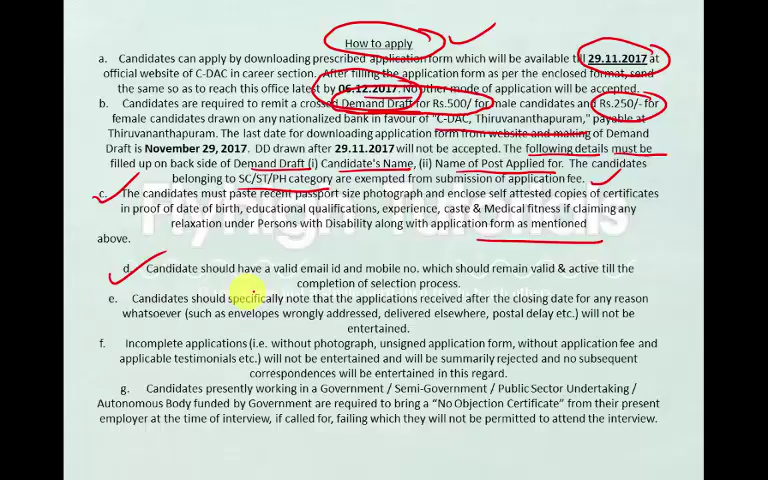 How to apply
a. Candidates can apply by downloading prescribed application form which will be available till 29.11.2017 at
official website of C-DAC in career section. After filling the application form as per the enclosed format, send
the same so as to reach this office latest by 06.12.2017. No other mode of application will be accepted.
b. Candidates are required to remit a crossed Demand Draft for Rs.500/ for male candidates and Rs.250/- for
female candidates drawn on any nationalized bank in favour of "C-DAC, Thiruvananthapuram," payable at
Thiruvananthapuram. The last date for downloading application form from website and making of Demand
Draft is November 29, 2017. DD drawn after 29.11.2017 will not be accepted. The following details must be
filled up on back side of Demand Draft (i) Candidate's Name, (ii) Name of Post Applied for. The candidates
belonging to SC/ST/PH category are exempted from submission of application fee.
c. The candidates must paste recent passport size photograph and enclose self attested copies of certificates
in proof of date of birth, educational qualifications, experience, caste & Medical fitness if claiming any
relaxation under Persons with Disability along with application form as mentioned
above.
d. Candidate should have a valid email id and mobile no. which should remain valid & active till the
completion of selection process.
e. Candidates should specifically note that the applications received after the closing date for any reason
whatsoever (such as envelopes wrongly addressed, delivered elsewhere, postal delay etc.) will not be
entertained.
f. Incomplete applications (i.e. without photograph, unsigned application form, without application fee and
applicable testimonials etc.) will not be entertained and will be summarily rejected and no subsequent
correspondences will be entertained in this regard.
g. Candidates presently working in a Government / Semi-Government / Public Sector Undertaking /
Autonomous Body funded by Government are required to bring a "No Objection Certificate" from their present
employer at the time of interview, if called for, failing which they will not be permitted to attend the interview.